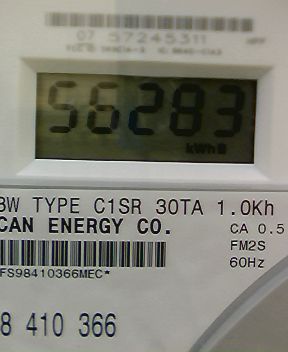 07 57245311
56283
kWh
3W TYPE C1SR 30TA 1.0Kh
CAN ENERGY CO.
CA 0.5
FM2S
60Hz
FS98410366MEC*
8 410 366